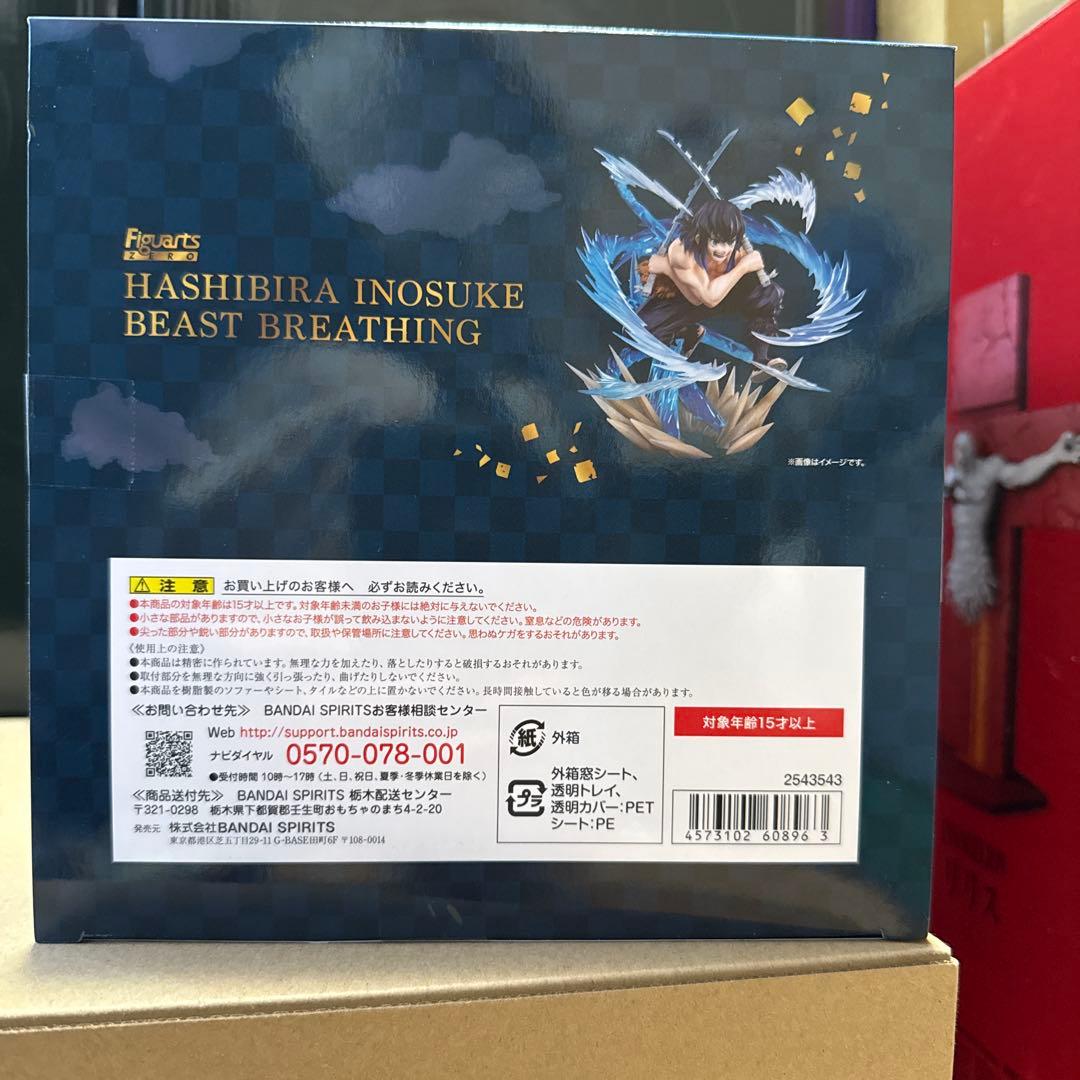 Figuarts
ZERO
HASHIBIRA INOSUKE
BEAST BREATHING
※画像はイメージです。
注 意 お買い上げのお客様へ 必ずお読みください。
●本商品の対象年齢は15才以上です。対象年齢未満のお子様には絶対に与えないでください。
●小さな部品がありますので、小さなお子様が誤って飲み込まないように注意してください。窒息などの危険があります。
●尖った部分や鋭い部分がありますので、取扱や保管場所に注意してください。思わぬケガをするおそれがあります。
《使用上の注意》
●本商品は精密に作られています。無理な力を加えたり、落としたりすると破損するおそれがあります。
●取付部分を無理な方向に強く引っ張ったり、曲げたりしないでください。
●本商品を樹脂製のソファーやシート、タイルなどの上に置かないでください。長時間接触していると色が移る場合があります。
≪お問い合わせ先≫ BANDAI SPIRITSお客様相談センター
Web http://support.bandaispirits.co.jp
ナビダイヤル 0570-078-001
●受付時間 10時〜17時(土、日、祝日、夏季・冬季休業日を除く)
≪商品送付先≫ BANDAI SPIRITS 栃木配送センター
〒321-0298 栃木県下都賀郡壬生町おもちゃのまち4-2-20
発売元 株式会社BANDAI SPIRITS
東京都港区芝五丁目29-11 G-BASE田町6F 〒108-0014
紙 外箱
プラ 外箱窓シート、
透明トレイ、
透明カバー:PET
シート:PE
対象年齢15才以上
2543543
4573102 60896 3
リリス